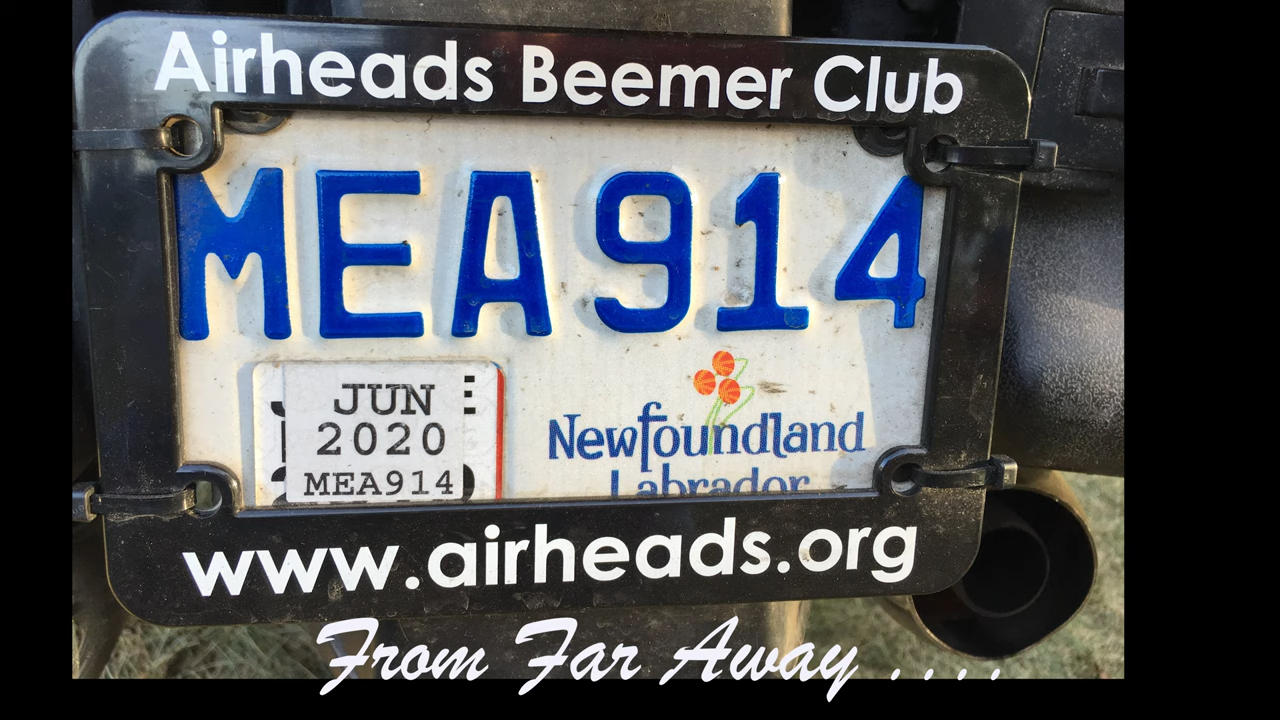 Airheads Beemer Club
MEA914
JUN
2020
MEA914
Newfoundland
Labrador
www.airheads.org
From Far Away ....